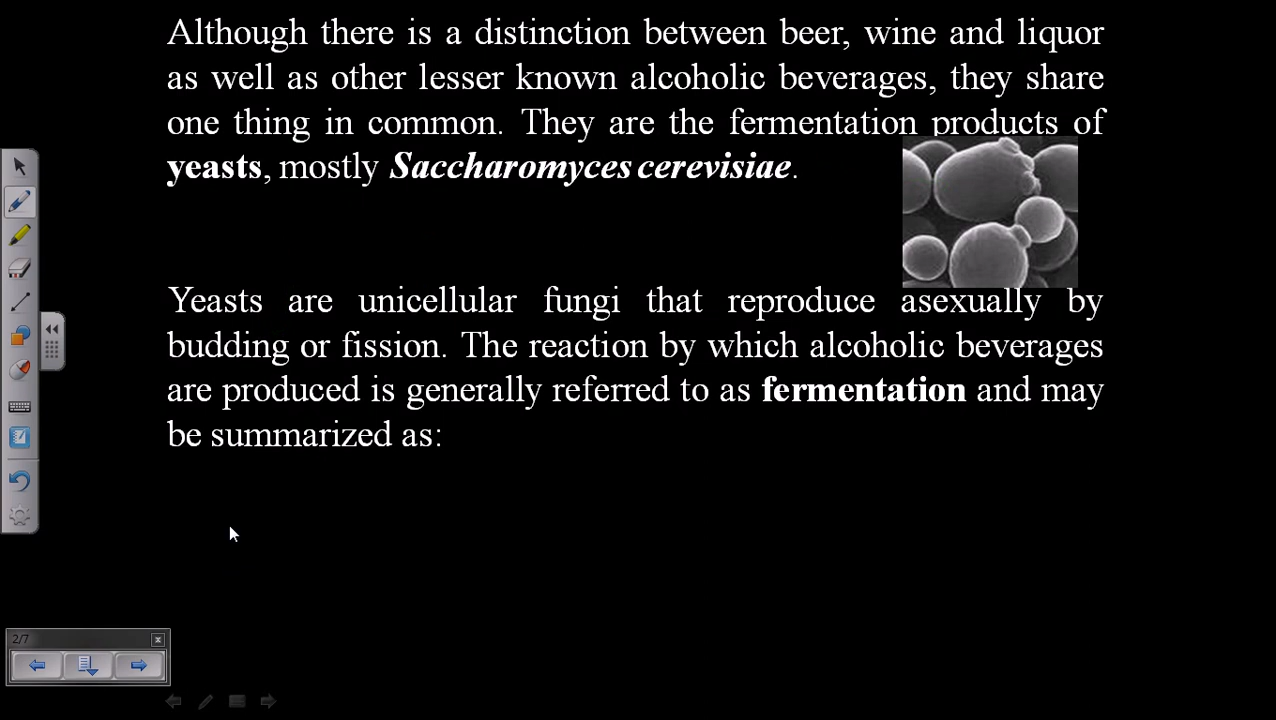 Although there is a distinction between beer, wine and liquor
as well as other lesser known alcoholic beverages, they share
one thing in common. They are the fermentation products of
yeasts, mostly Saccharomyces cerevisiae.
Yeasts are unicellular fungi that reproduce asexually by
budding or fission. The reaction by which alcoholic beverages
are produced is generally referred to as fermentation and may
be summarized as:
2/7